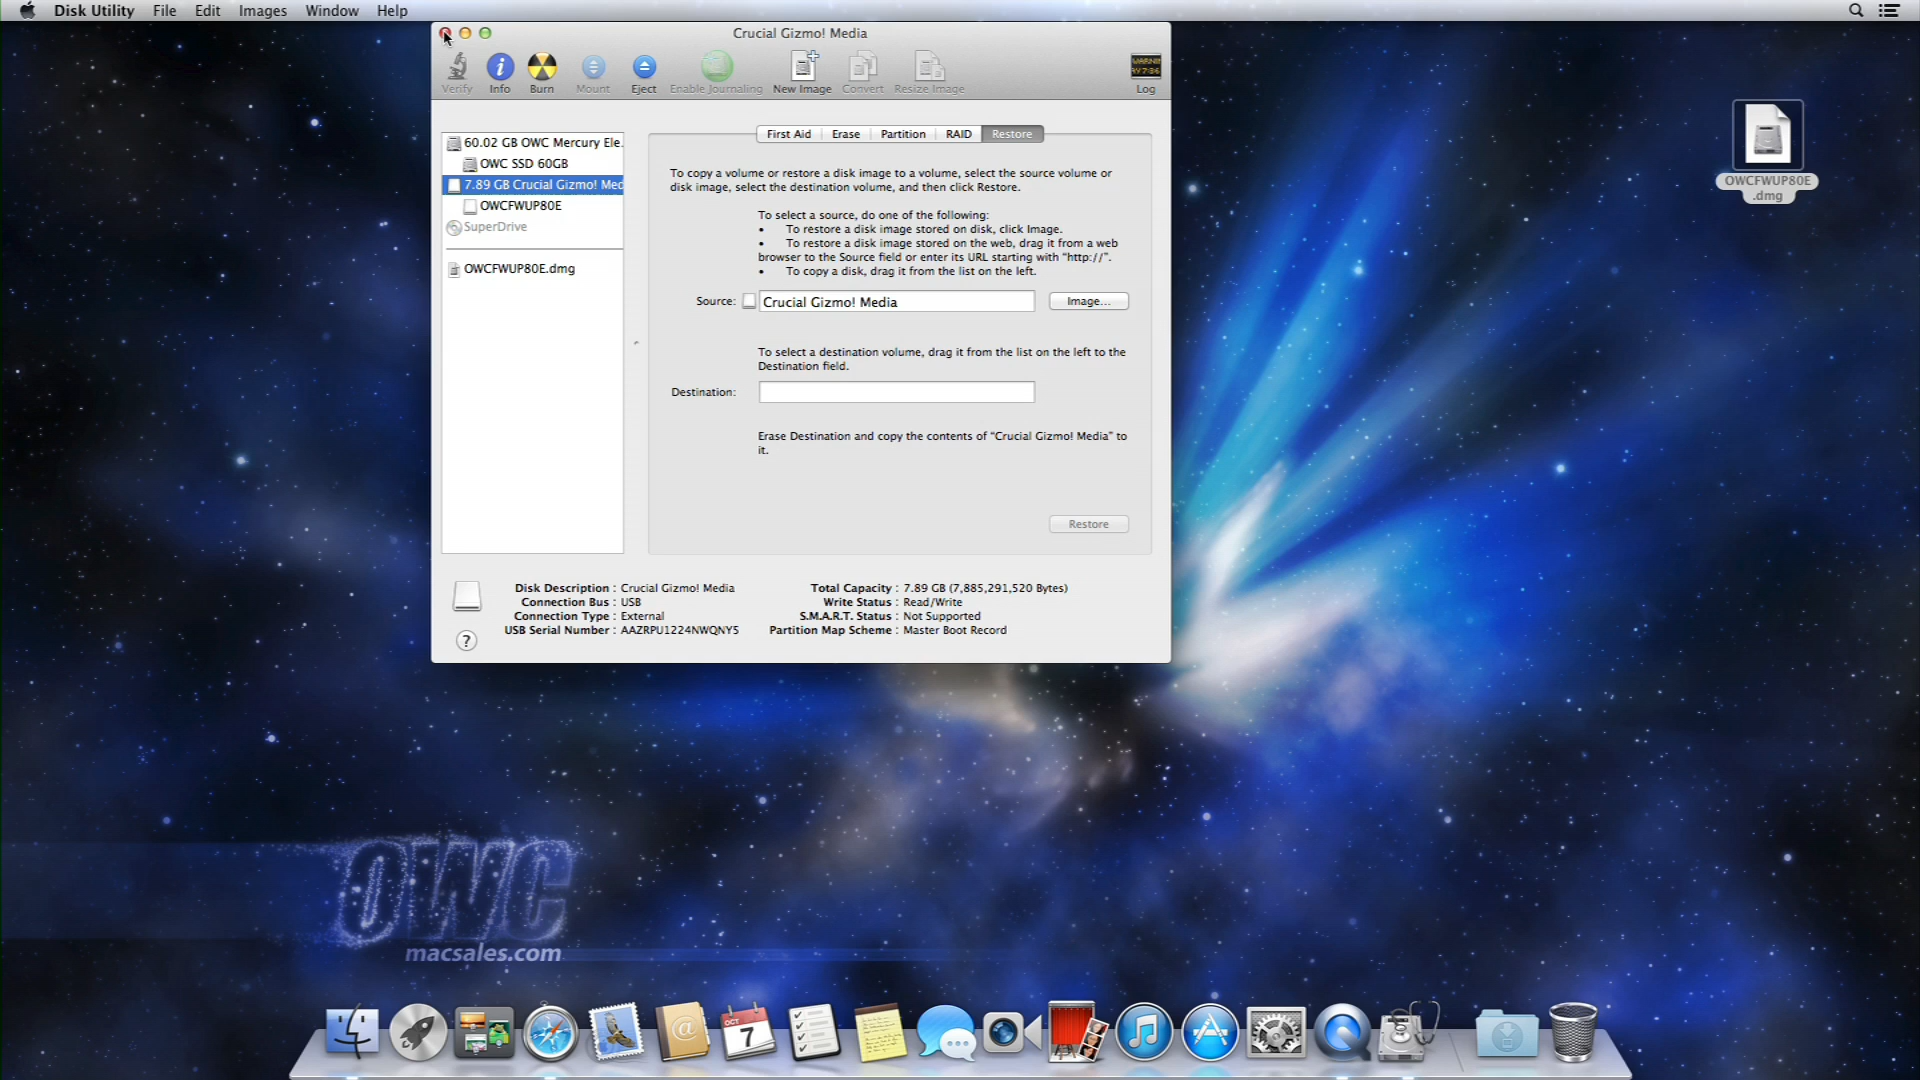 Disk Utility File Edit Images Window Help
Crucial Gizmo! Media
Verify Info Burn Mount Eject Enable Journaling New Image Convert Resize Image Log
WARNIN
RY 7:36
First Aid Erase Partition RAID Restore
60.02 GB OWC Mercury Ele.
OWC SSD 60GB
7.89 GB Crucial Gizmo! Med
OWCFWUP80E
SuperDrive
OWCFWUP80E.dmg
To copy a volume or restore a disk image to a volume, select the source volume or
disk image, select the destination volume, and then click Restore.
To select a source, do one of the following:
• To restore a disk image stored on disk, click Image.
• To restore a disk image stored on the web, drag it from a web
browser to the Source field or enter its URL starting with “http://”.
• To copy a disk, drag it from the list on the left.
Source: Crucial Gizmo! Media Image...
To select a destination volume, drag it from the list on the left to the
Destination field.
Destination:
Erase Destination and copy the contents of “Crucial Gizmo! Media” to
it.
Restore
Disk Description : Crucial Gizmo! Media
Connection Bus : USB
Connection Type : External
USB Serial Number : AAZRPU1224NWQNY5
Total Capacity : 7.89 GB (7,885,291,520 Bytes)
Write Status : Read/Write
S.M.A.R.T. Status : Not Supported
Partition Map Scheme : Master Boot Record
?
OWCFWUP80E
.dmg
OWC
macsales.com
OCT
7